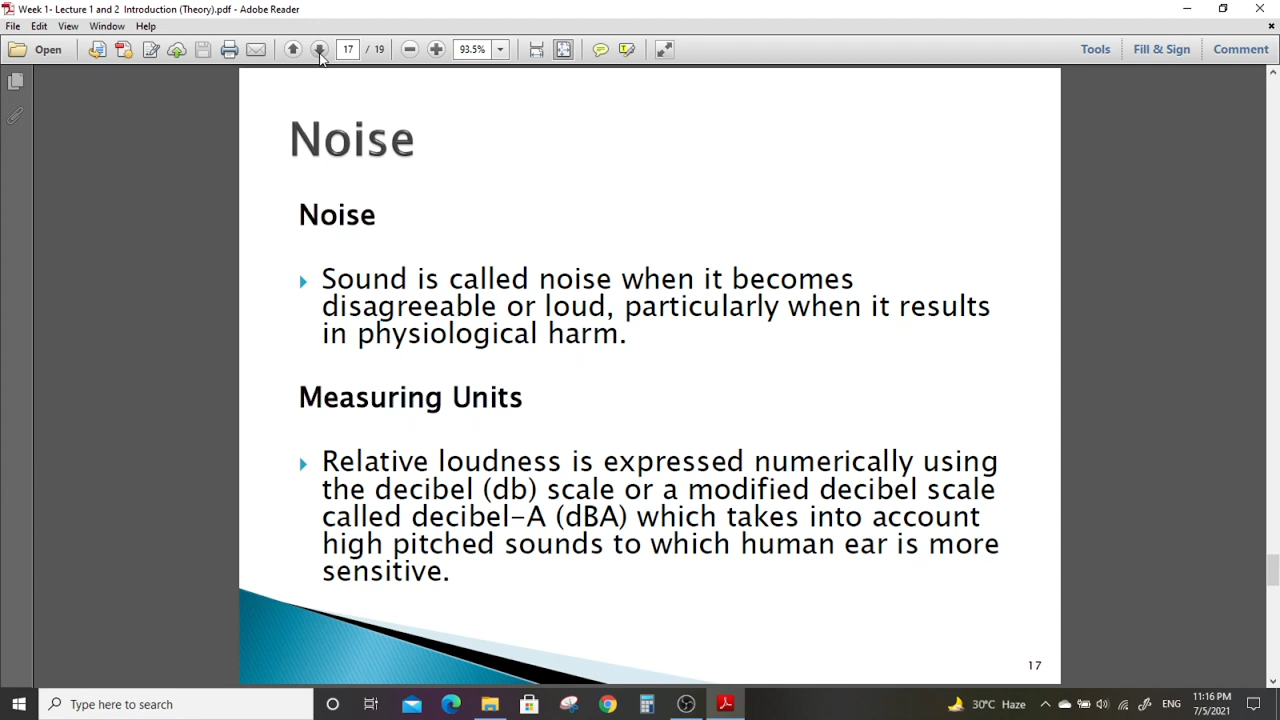 Week 1- Lecture 1 and 2 Introduction (Theory).pdf - Adobe Reader
File Edit View Window Help
Open 17 / 19 93.5% Tools Fill & Sign Comment
Noise
Noise
Sound is called noise when it becomes
disagreeable or loud, particularly when it results
in physiological harm.
Measuring Units
Relative loudness is expressed numerically using
the decibel (db) scale or a modified decibel scale
called decibel-A (dBA) which takes into account
high pitched sounds to which human ear is more
sensitive.
17
Type here to search
30°C Haze
ENG
11:16 PM
7/5/2021